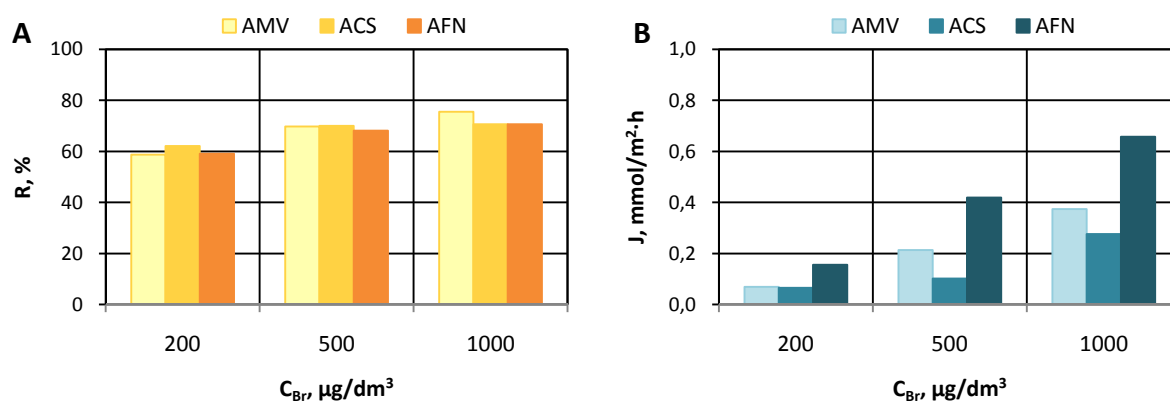 A
AMV ACS AFN
100
80
60
40
20
0
R, %
200 500 1000
C_Br, µg/dm³
B
AMV ACS AFN
1,0
0,8
0,6
0,4
0,2
0,0
J, mmol/m²·h
200 500 1000
C_Br, µg/dm³